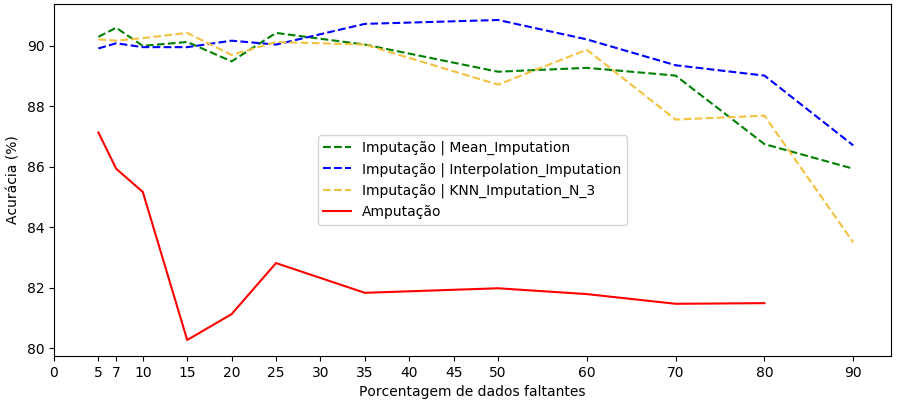 90
88
86
84
82
80
Acurácia (%)
Imputação | Mean_Imputation
Imputação | Interpolation_Imputation
Imputação | KNN_Imputation_N_3
Amputação
0 5 7 10 15 20 25 30 35 40 45 50 60 70 80 90
Porcentagem de dados faltantes